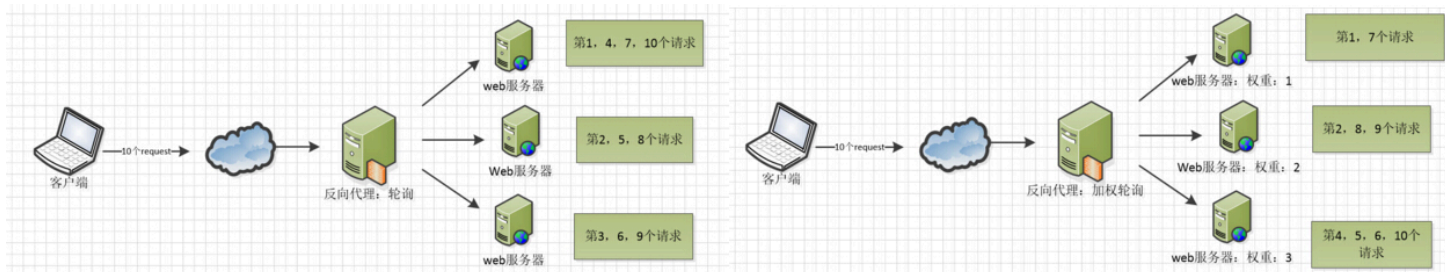 第1，4，7，10个请求
web服务器
10个request
客户端
反向代理：轮询
第2，5，8个请求
Web服务器
第3，6，9个请求
web服务器
第1，7个请求
web服务器：权重：1
10个request
客户端
反向代理：加权轮询
第2，8，9个请求
Web服务器：权重：2
第4，5，6，10个
请求
web服务器：权重：3